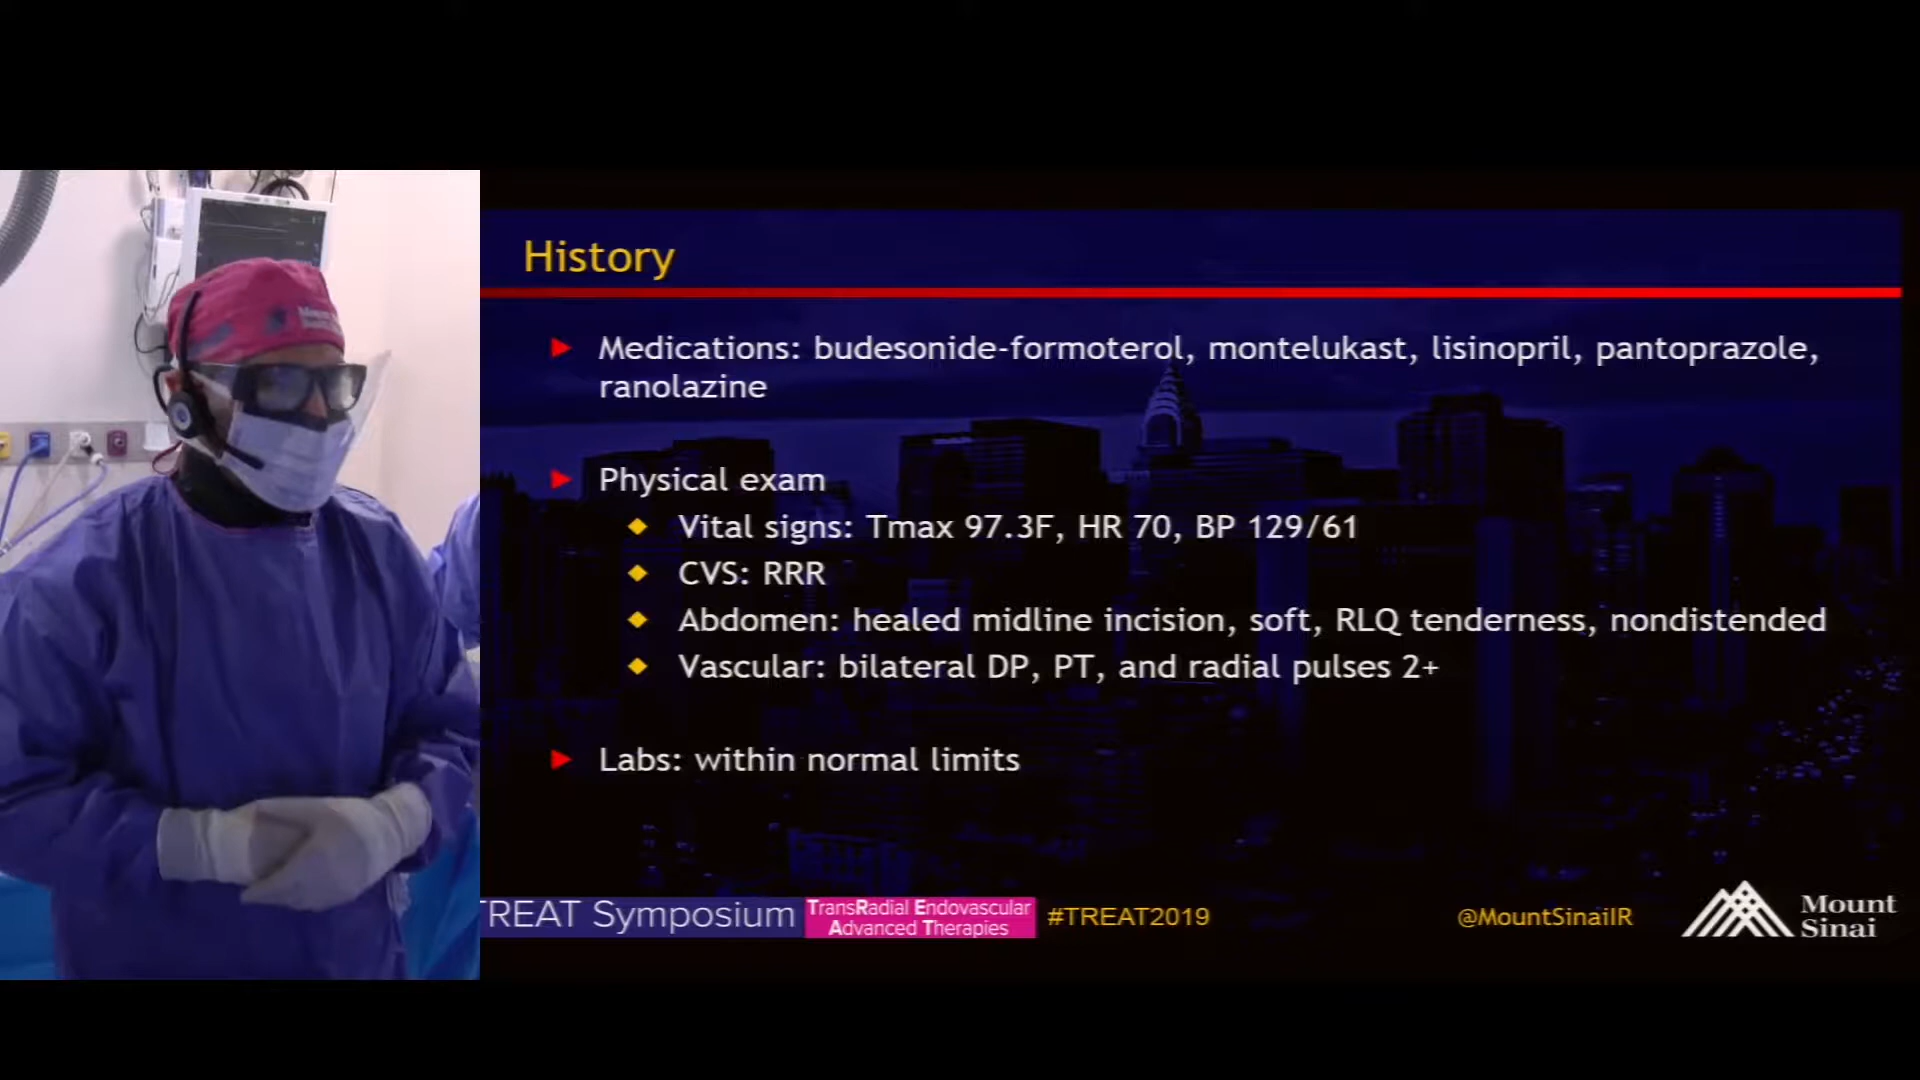 History
Medications: budesonide-formoterol, montelukast, lisinopril, pantoprazole,
ranolazine
Physical exam
Vital signs: Tmax 97.3F, HR 70, BP 129/61
CVS: RRR
Abdomen: healed midline incision, soft, RLQ tenderness, nondistended
Vascular: bilateral DP, PT, and radial pulses 2+
Labs: within normal limits
TREAT Symposium
TransRadial Endovascular
Advanced Therapies
#TREAT2019
@MountSinaiIR
Mount
Sinai